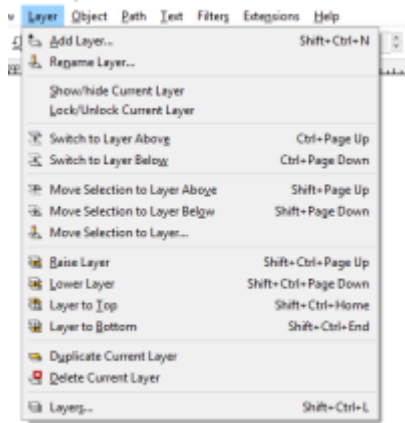 Layer Object Path Text Filters Extensions Help
Add Layer... Shift+Ctrl+N
Rename Layer...
Show/hide Current Layer
Lock/Unlock Current Layer
Switch to Layer Above Ctrl+Page Up
Switch to Layer Below Ctrl+Page Down
Move Selection to Layer Above Shift+Page Up
Move Selection to Layer Below Shift+Page Down
Move Selection to Layer...
Raise Layer Shift+Ctrl+Page Up
Lower Layer Shift+Ctrl+Page Down
Layer to Top Shift+Ctrl+Home
Layer to Bottom Shift+Ctrl+End
Duplicate Current Layer
Delete Current Layer
Layers... Shift+Ctrl+L